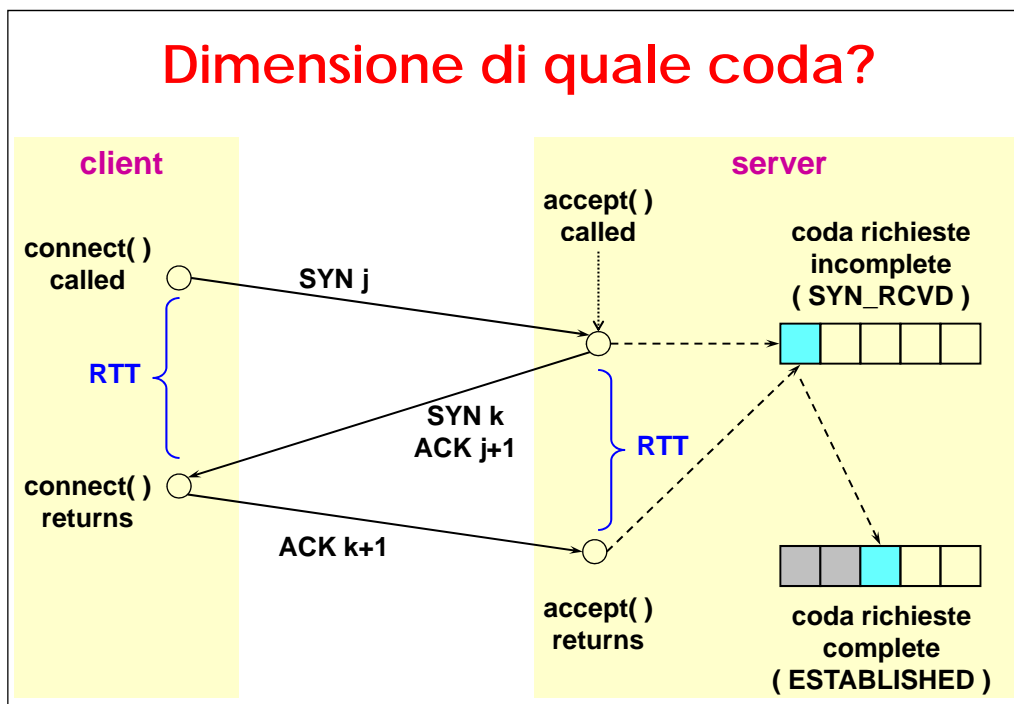 Dimensione di quale coda?
client
server
connect( )
called
SYN j
accept( )
called
coda richieste
incomplete
( SYN_RCVD )
RTT
SYN k
ACK j+1
RTT
connect( )
returns
ACK k+1
accept( )
returns
coda richieste
complete
( ESTABLISHED )